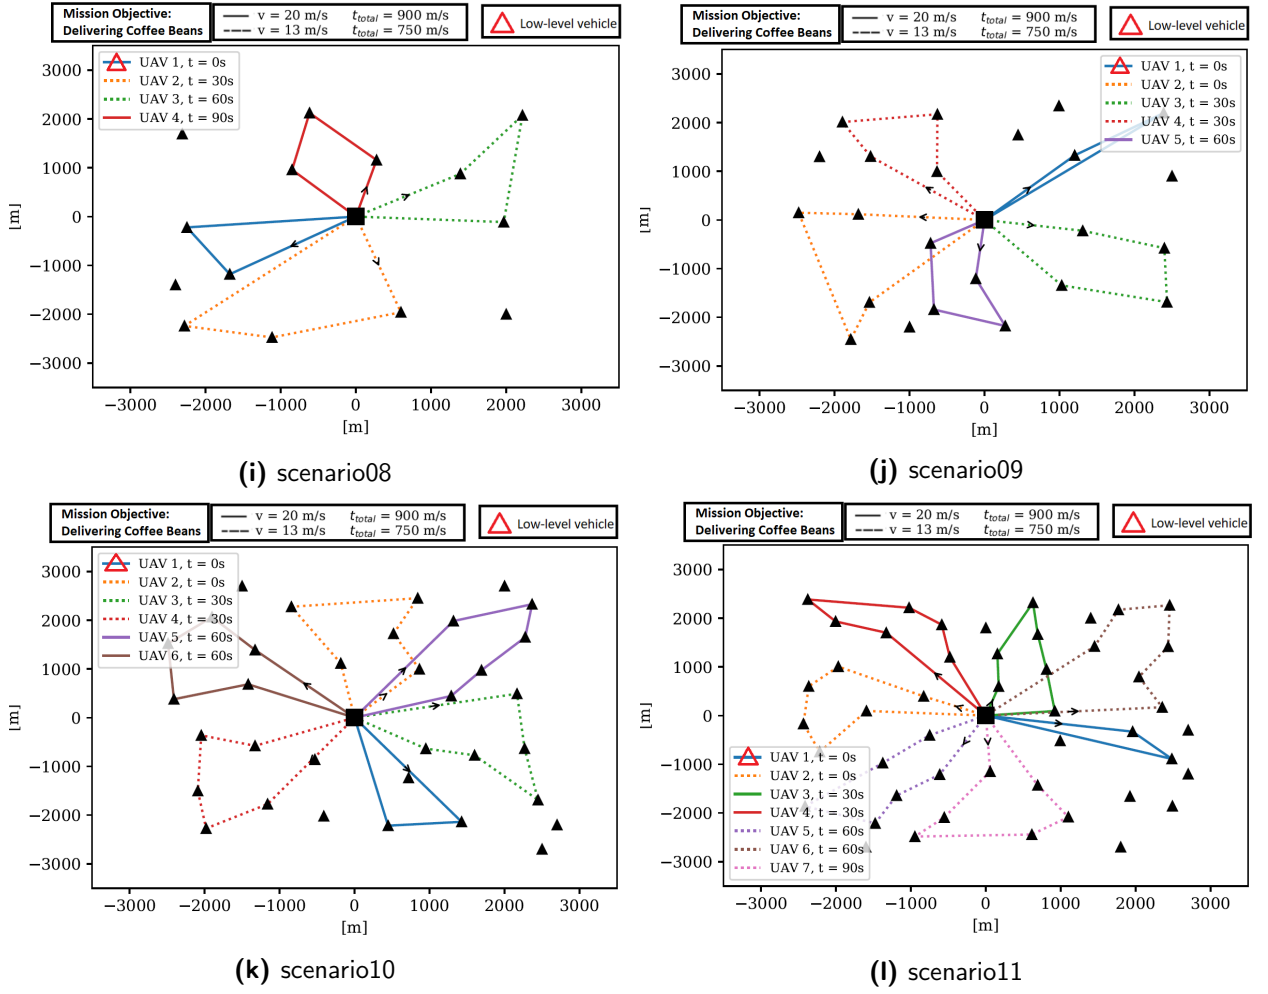 Mission Objective:
Delivering Coffee Beans
v = 20 m/s t_total = 900 m/s
v = 13 m/s t_total = 750 m/s
Low-level vehicle
UAV 1, t = 0s
UAV 2, t = 30s
UAV 3, t = 60s
UAV 4, t = 90s
3000
2000
1000
0
−1000
−2000
−3000
[m]
−3000 −2000 −1000 0 1000 2000 3000
[m]
(i) scenario08
Mission Objective:
Delivering Coffee Beans
v = 20 m/s t_total = 900 m/s
v = 13 m/s t_total = 750 m/s
Low-level vehicle
UAV 1, t = 0s
UAV 2, t = 0s
UAV 3, t = 30s
UAV 4, t = 30s
UAV 5, t = 60s
3000
2000
1000
0
−1000
−2000
−3000
[m]
−3000 −2000 −1000 0 1000 2000 3000
[m]
(j) scenario09
Mission Objective:
Delivering Coffee Beans
v = 20 m/s t_total = 900 m/s
v = 13 m/s t_total = 750 m/s
Low-level vehicle
UAV 1, t = 0s
UAV 2, t = 0s
UAV 3, t = 30s
UAV 4, t = 30s
UAV 5, t = 60s
UAV 6, t = 60s
3000
2000
1000
0
−1000
−2000
−3000
[m]
−3000 −2000 −1000 0 1000 2000 3000
[m]
(k) scenario10
Mission Objective:
Delivering Coffee Beans
v = 20 m/s t_total = 900 m/s
v = 13 m/s t_total = 750 m/s
Low-level vehicle
3000
2000
1000
0
−1000
−2000
−3000
[m]
UAV 1, t = 0s
UAV 2, t = 0s
UAV 3, t = 30s
UAV 4, t = 30s
UAV 5, t = 60s
UAV 6, t = 60s
UAV 7, t = 90s
−3000 −2000 −1000 0 1000 2000 3000
[m]
(l) scenario11